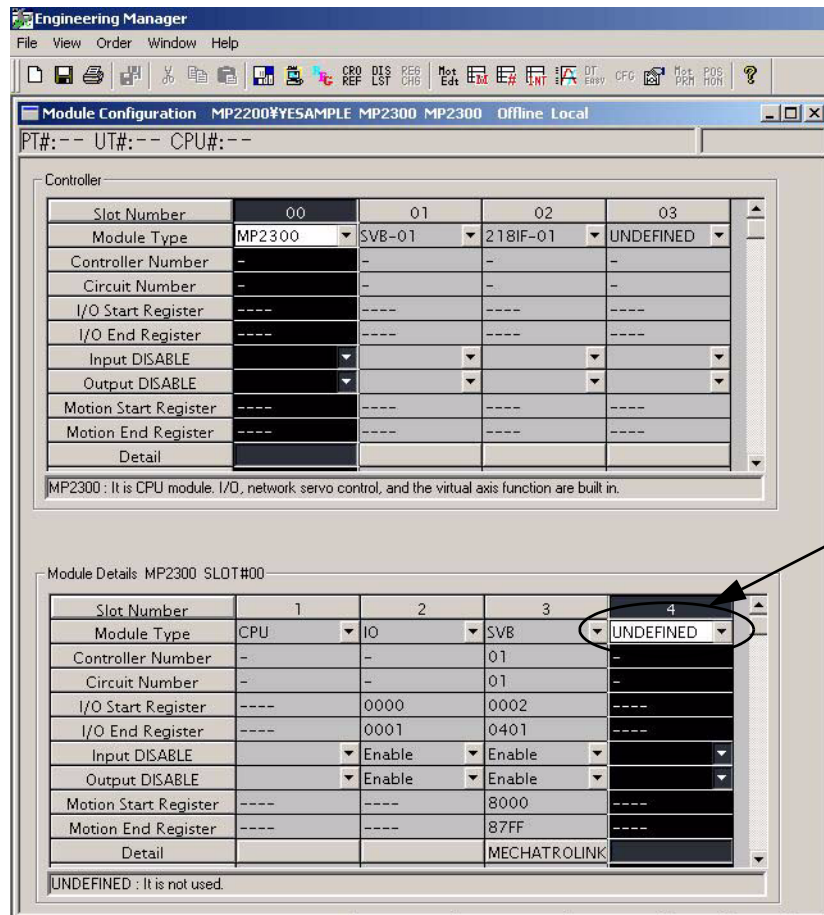 Engineering Manager
File View Order Window Help
CRO REF DIS LST REG CHG Mot Edt M # INT DT EASY CFG Mot PRM POS MON ?
Module Configuration MP2200¥YESAMPLE MP2300 MP2300 Offline Local
PT#:-- UT#:-- CPU#:--
Controller
Slot Number 00 01 02 03
Module Type MP2300 SVB-01 218IF-01 UNDEFINED
Controller Number - - - -
Circuit Number - - - -
I/O Start Register ---- ---- ---- ----
I/O End Register ---- ---- ---- ----
Input DISABLE
Output DISABLE
Motion Start Register ---- ---- ---- ----
Motion End Register ---- ---- ---- ----
Detail
MP2300 : It is CPU module. I/O, network servo control, and the virtual axis function are built in.
Module Details MP2300 SLOT#00
Slot Number 1 2 3 4
Module Type CPU IO SVB UNDEFINED
Controller Number - - 01 -
Circuit Number - - 01 -
I/O Start Register ---- 0000 0002 ----
I/O End Register ---- 0001 0401 ----
Input DISABLE Enable Enable
Output DISABLE Enable Enable
Motion Start Register ---- ---- 8000 ----
Motion End Register ---- ---- 87FF ----
Detail MECHATROLINK
UNDEFINED : It is not used.